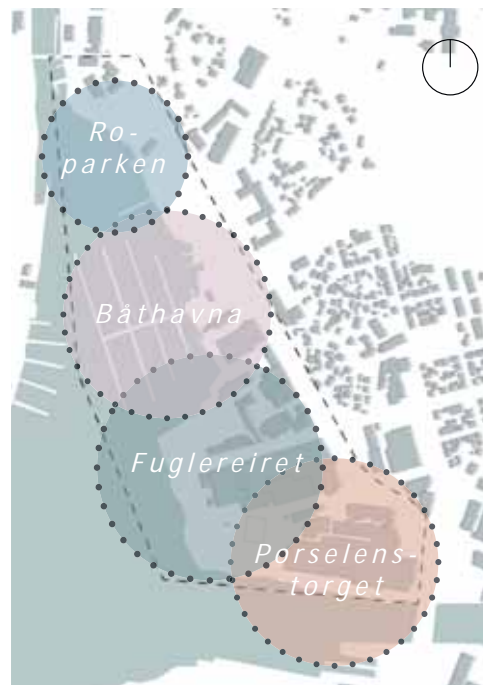 Ro-
parken
Båthavna
Fuglereiret
Porselens-
torget